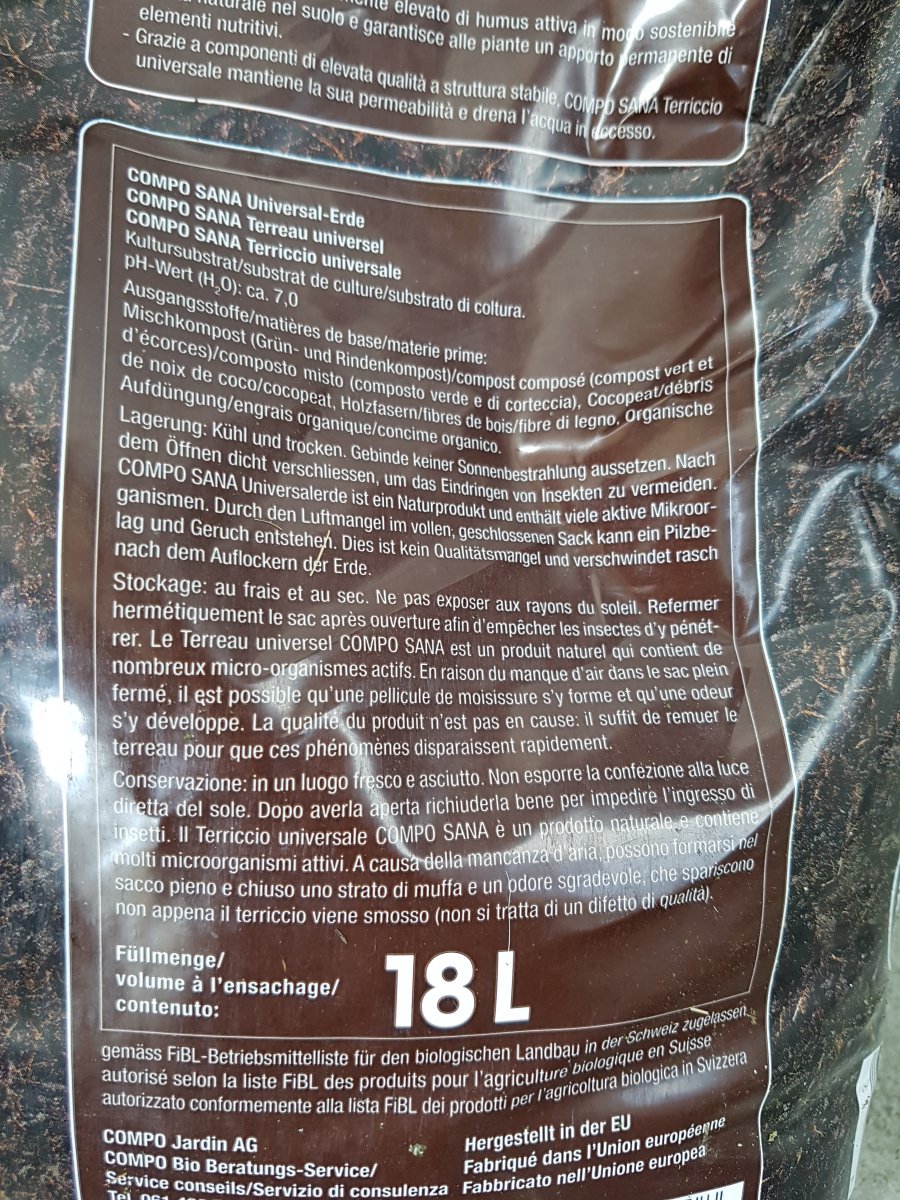 naturale nel suolo e garantisce alle piante un apporto permanente di
elevato di humus attiva in modo sostenibile
elementi nutritivi.
- Grazie a componenti di elevata qualità a struttura stabile, COMPO SANA Terriccio
universale mantiene la sua permeabilità e drena l'acqua in eccesso.
COMPO SANA Universal-Erde
COMPO SANA Terreau universel
COMPO SANA Terriccio universale
Kultursubstrat/substrat de culture/substrato di coltura.
pH-Wert (H₂O): ca. 7,0
Ausgangsstoffe/matières de base/materie prime:
Mischkompost (Grün- und Rindenkompost)/compost composé (compost vert et
d'écorces)/composto misto (composto verde e di corteccia), Cocopeat/débris
de noix de coco/cocopeat, Holzfasern/fibres de bois/fibre di legno, Organische
Aufdüngung/engrais organique/concime organico.
Lagerung: Kühl und trocken. Gebinde keiner Sonnenbestrahlung aussetzen. Nach
dem Öffnen dicht verschliessen, um das Eindringen von Insekten zu vermeiden.
COMPO SANA Universalerde ist ein Naturprodukt und enthält viele aktive Mikroor-
ganismen. Durch den Luftmangel im vollen, geschlossenen Sack kann ein Pilzbe-
lag und Geruch entstehen. Dies ist kein Qualitätsmangel und verschwindet rasch
nach dem Auflockern der Erde.
Stockage: au frais et au sec. Ne pas exposer aux rayons du soleil. Refermer
hermétiquement le sac après ouverture afin d'empêcher les insectes d'y pénét-
rer. Le Terreau universel COMPO SANA est un produit naturel qui contient de
nombreux micro-organismes actifs. En raison du manque d'air dans le sac plein
fermé, il est possible qu'une pellicule de moisissure s'y forme et qu'une odeur
s'y développe. La qualité du produit n'est pas en cause: il suffit de remuer le
terreau pour que ces phénomènes disparaissent rapidement.
Conservazione: in un luogo fresco e asciutto. Non esporre la confezione alla luce
diretta del sole. Dopo averla aperta richiuderla bene per impedire l'ingresso di
insetti. Il Terriccio universale COMPO SANA è un prodotto naturale e contiene
molti microorganismi attivi. A causa della mancanza d'aria, possono formarsi nel
sacco pieno e chiuso uno strato di muffa e un odore sgradevole, che spariscono
non appena il terriccio viene smosso (non si tratta di un difetto di qualità).
Füllmenge/
volume à l'ensachage/
contenuto:
18 L
gemäss FiBL-Betriebsmittelliste für den biologischen Landbau in der Schweiz zugelassen
autorisé selon la liste FiBL des produits pour l'agriculture biologique en Suisse
autorizzato conformemente alla lista FiBL dei prodotti per l'agricoltura biologica in Svizzera
COMPO Jardin AG
COMPO Bio Beratungs-Service/
Service conseils/Servizio di consulenza
Tel. 061
Hergestellt in der EU
Fabriqué dans l'Union européenne
Fabbricato nell'Unione europea